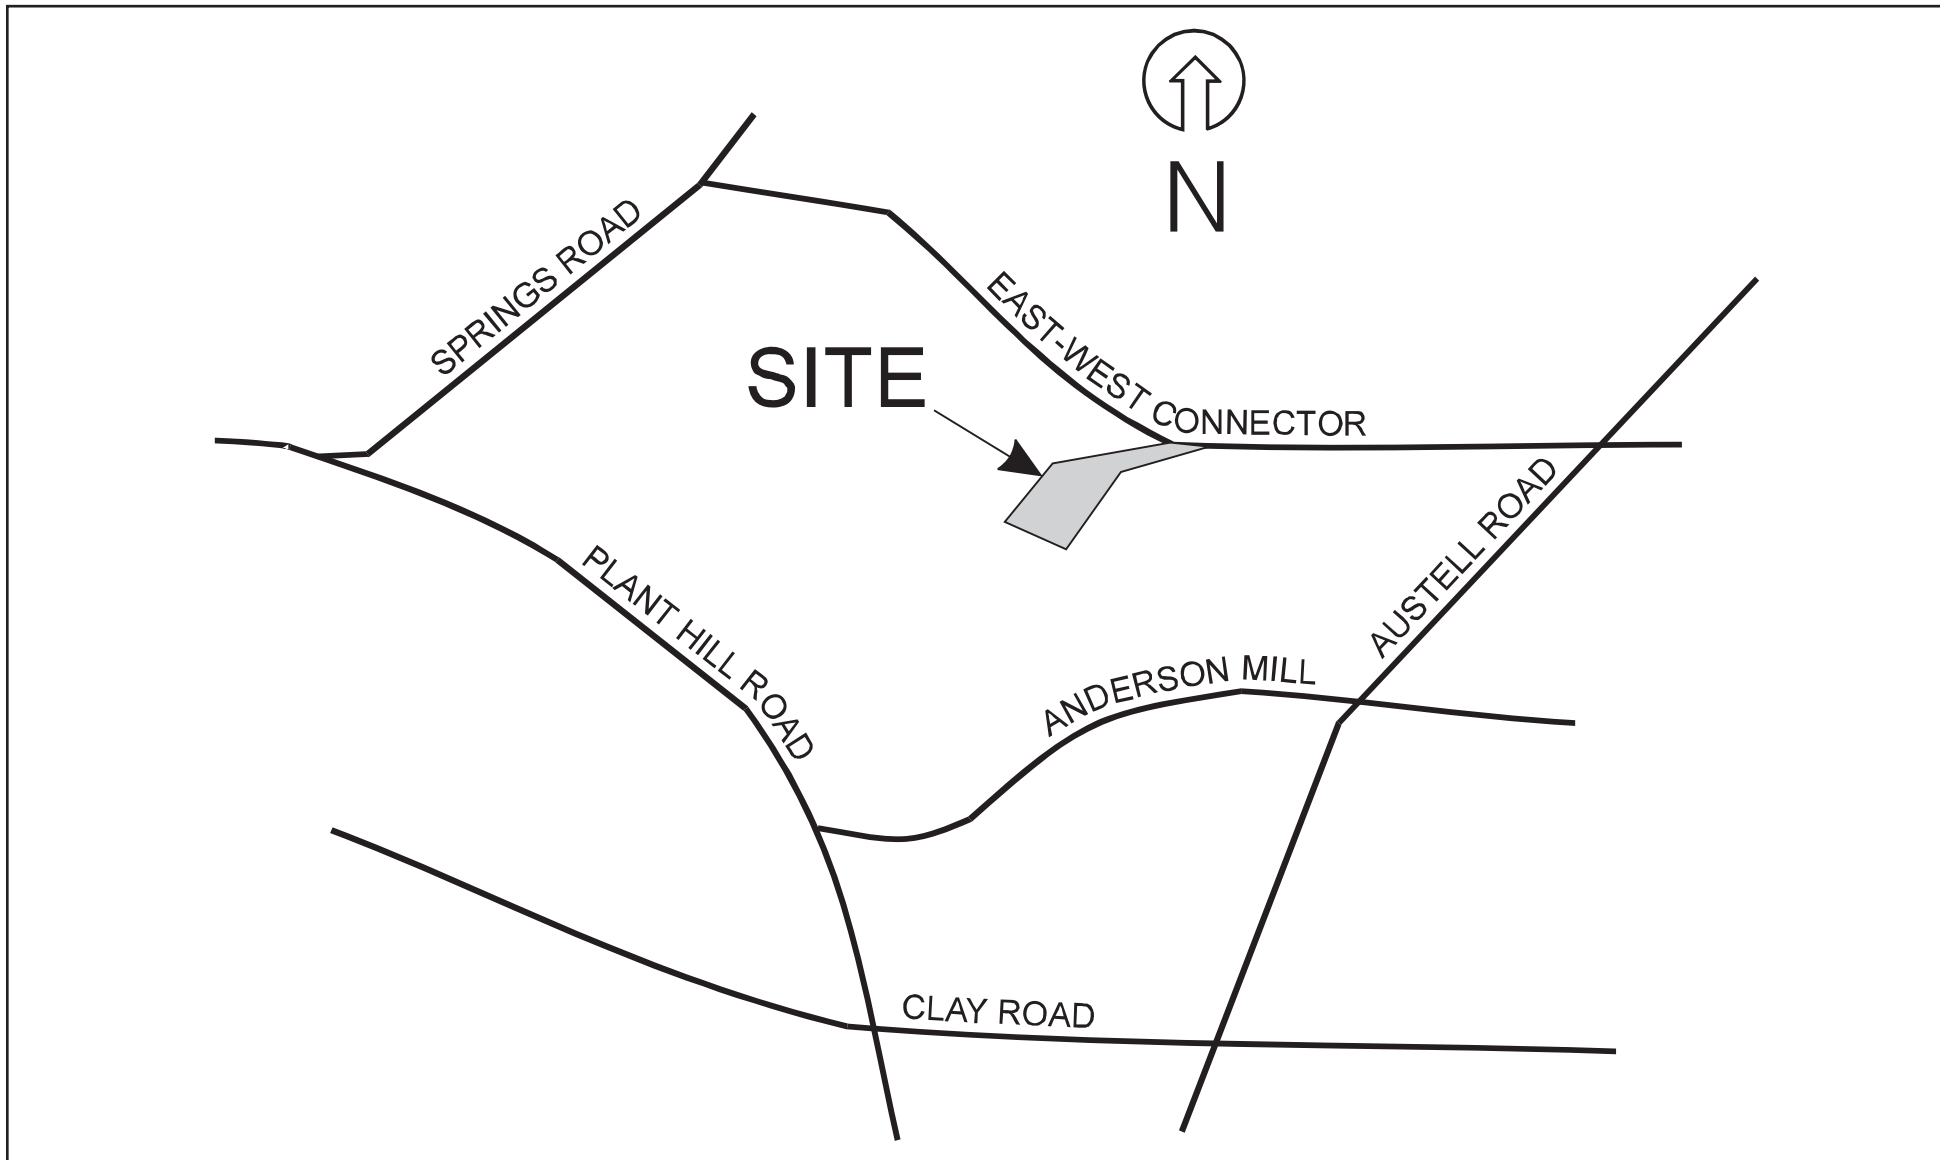 N
SPRINGS ROAD
EAST-WEST CONNECTOR
SITE
AUSTELL ROAD
PLANT HILL ROAD
ANDERSON MILL
CLAY ROAD